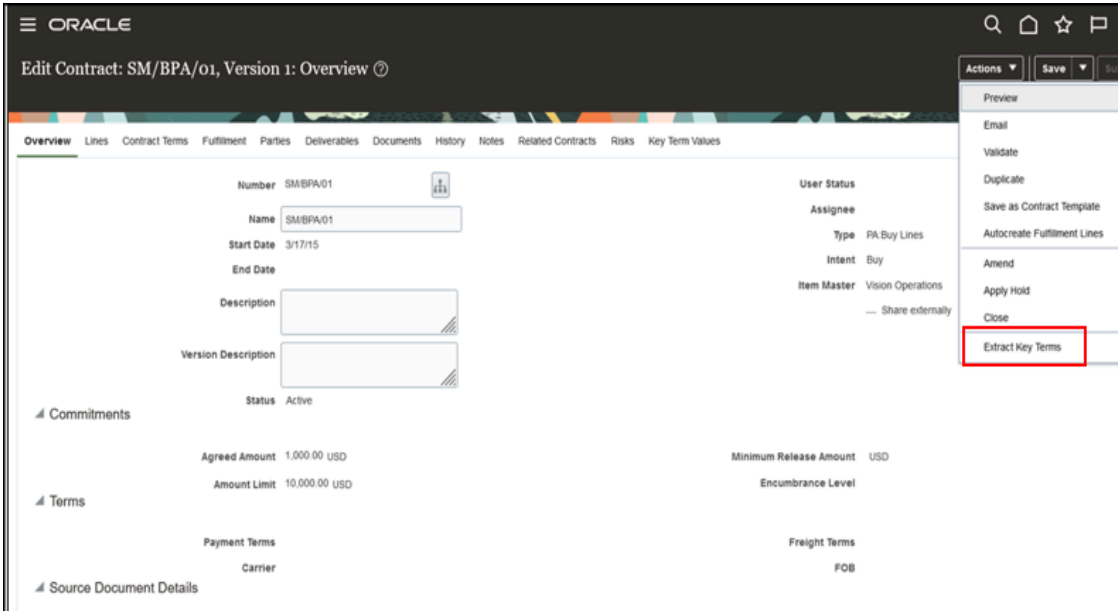 ORACLE
Edit Contract: SM/BPA/01, Version 1: Overview
Actions Save
Preview
Email
Validate
Duplicate
Save as Contract Template
Autocreate Fulfillment Lines
Amend
Apply Hold
Close
Extract Key Terms
Overview Lines Contract Terms Fulfillment Parties Deliverables Documents History Notes Related Contracts Risks Key Term Values
Number SM/BPA/01
Name SM/BPA/01
Start Date 3/17/15
End Date
Description
Version Description
Status Active
User Status
Assignee
Type PA:Buy Lines
Intent Buy
Item Master Vision Operations
Share externally
Commitments
Agreed Amount 1,000.00 USD
Minimum Release Amount USD
Amount Limit 10,000.00 USD
Encumbrance Level
Terms
Payment Terms
Freight Terms
Carrier
FOB
Source Document Details